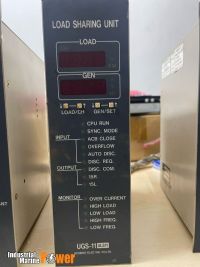 LOAD SHARING UNIT
LOAD
GEN
LOAD/CH
GEN/SET
CPU RUN
SYNC. MODE
INPUT
ACB CLOSE
OVERFLOW
AUTO DISC.
DISC. REQ.
OUTPUT
DISC. COM.
15R
15L
MONITOR
OVER CURRENT
HIGH LOAD
LOW LOAD
HIGH FREQ.
LOW FREQ.
UGS-11
Industrial
Marine
Power